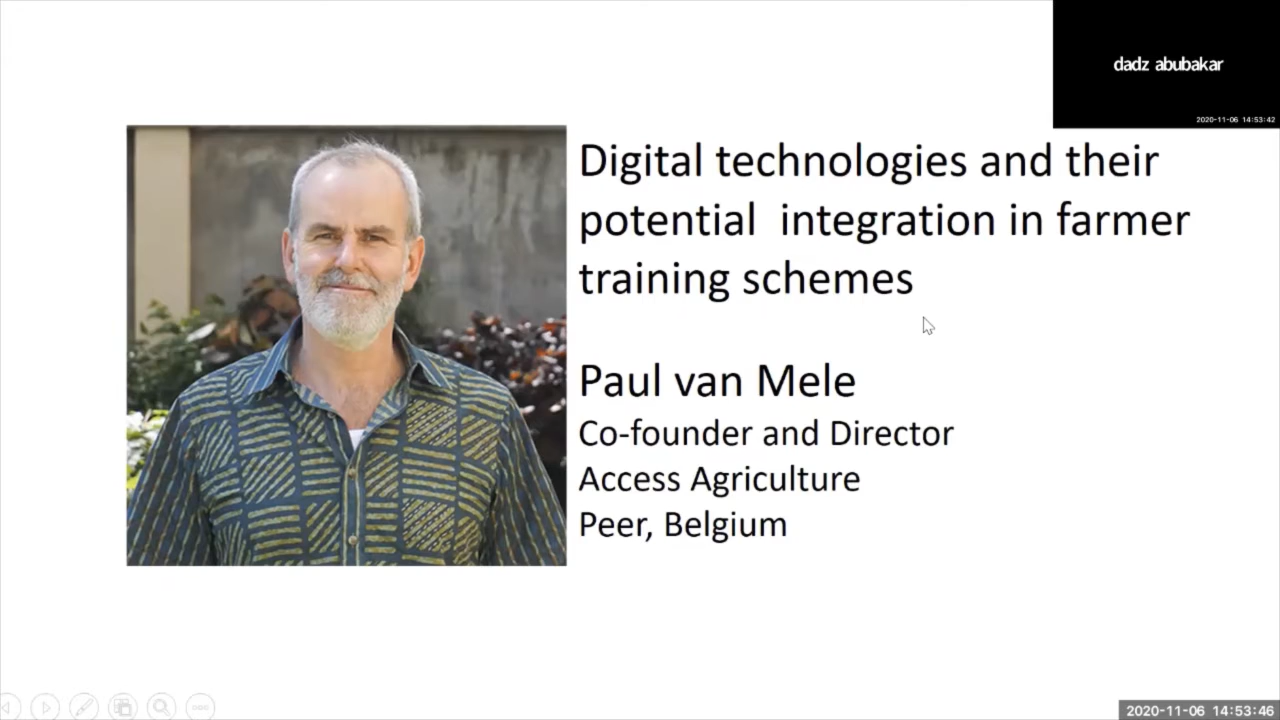 dadz abubakar
2020-11-06 14:53:42
Digital technologies and their
potential integration in farmer
training schemes
Paul van Mele
Co-founder and Director
Access Agriculture
Peer, Belgium
2020-11-06 14:53:46